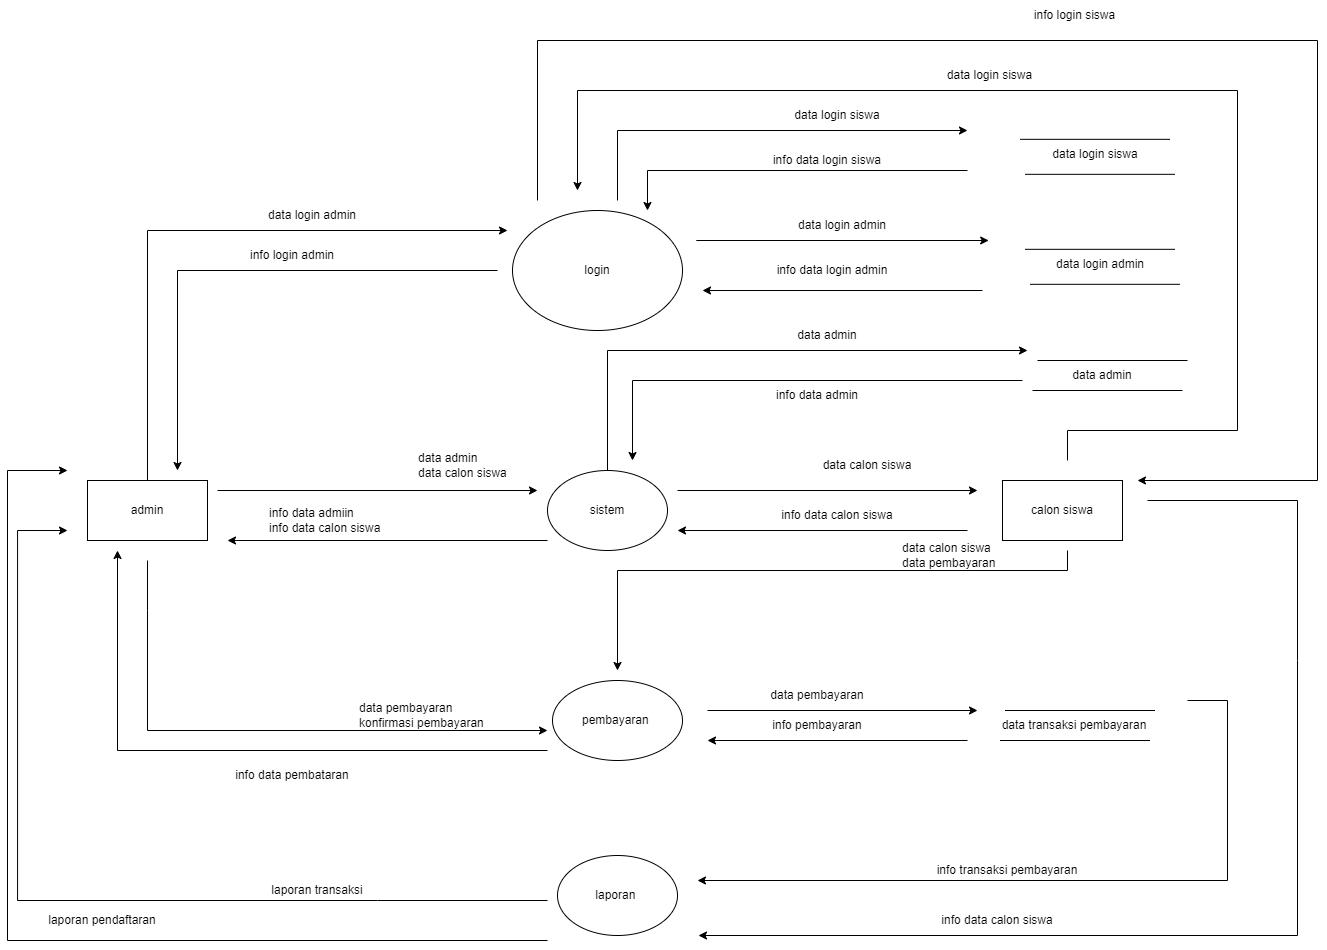 info login siswa
data login siswa
data login siswa
data login siswa
info data login siswa
data login admin
data login admin
info login admin
login
data login admin
info data login admin
data admin
data admin
info data admin
data admin
data calon siswa
data calon siswa
admin
info data admiin
info data calon siswa
sistem
info data calon siswa
calon siswa
data calon siswa
data pembayaran
data pembayaran
konfirmasi pembayaran
pembayaran
data pembayaran
info pembayaran
data transaksi pembayaran
info data pembataran
info transaksi pembayaran
laporan transaksi
laporan
laporan pendaftaran
info data calon siswa